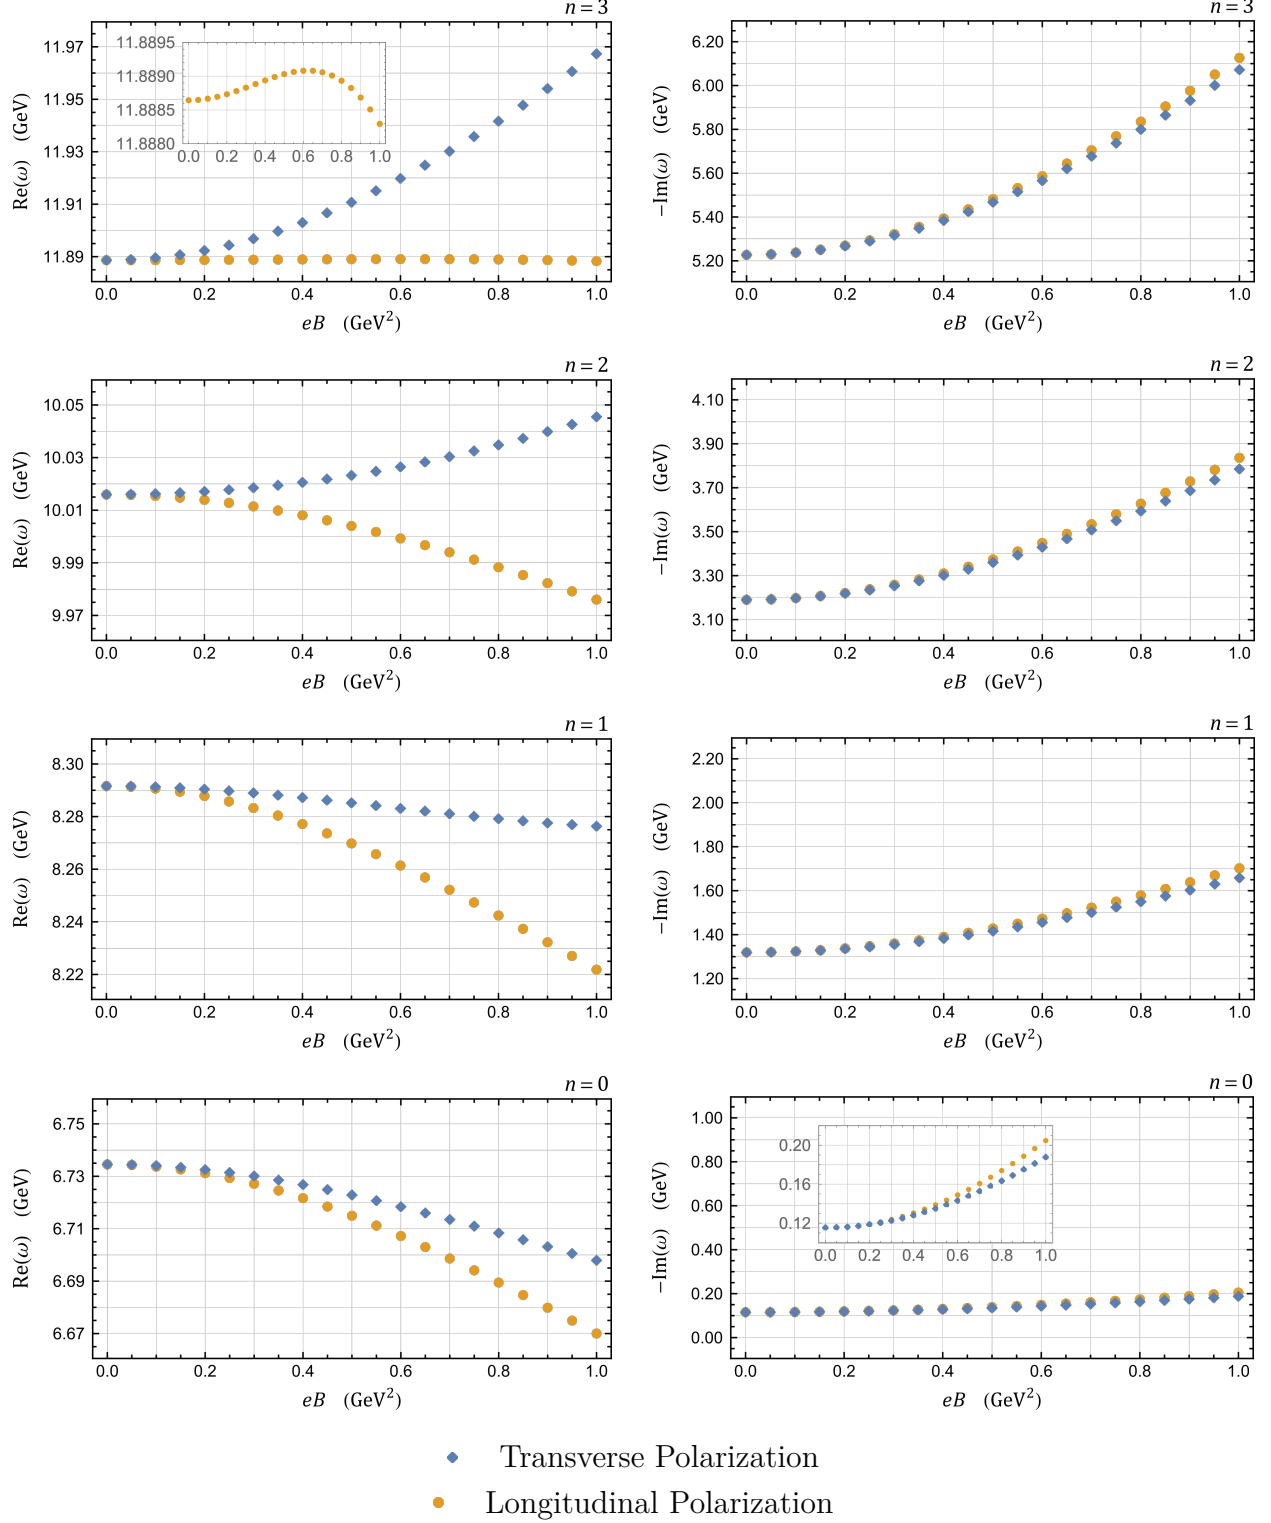 n = 3
11.97
11.95
11.93
11.91
11.89
Re(ω) (GeV)
11.8895
11.8890
11.8885
11.8880
0.0 0.2 0.4 0.6 0.8 1.0
0.0 0.2 0.4 0.6 0.8 1.0
eB (GeV²)
n = 3
6.20
6.00
5.80
5.60
5.40
5.20
−Im(ω) (GeV)
0.0 0.2 0.4 0.6 0.8 1.0
eB (GeV²)
n = 2
10.05
10.03
10.01
9.99
9.97
Re(ω) (GeV)
0.0 0.2 0.4 0.6 0.8 1.0
eB (GeV²)
n = 2
4.10
3.90
3.70
3.50
3.30
3.10
−Im(ω) (GeV)
0.0 0.2 0.4 0.6 0.8 1.0
eB (GeV²)
n = 1
8.30
8.28
8.26
8.24
8.22
Re(ω) (GeV)
0.0 0.2 0.4 0.6 0.8 1.0
eB (GeV²)
n = 1
2.20
2.00
1.80
1.60
1.40
1.20
−Im(ω) (GeV)
0.0 0.2 0.4 0.6 0.8 1.0
eB (GeV²)
n = 0
6.75
6.73
6.71
6.69
6.67
Re(ω) (GeV)
0.0 0.2 0.4 0.6 0.8 1.0
eB (GeV²)
n = 0
1.00
0.80
0.60
0.40
0.20
0.00
−Im(ω) (GeV)
0.20
0.16
0.12
0.0 0.2 0.4 0.6 0.8 1.0
0.0 0.2 0.4 0.6 0.8 1.0
eB (GeV²)
Transverse Polarization
Longitudinal Polarization